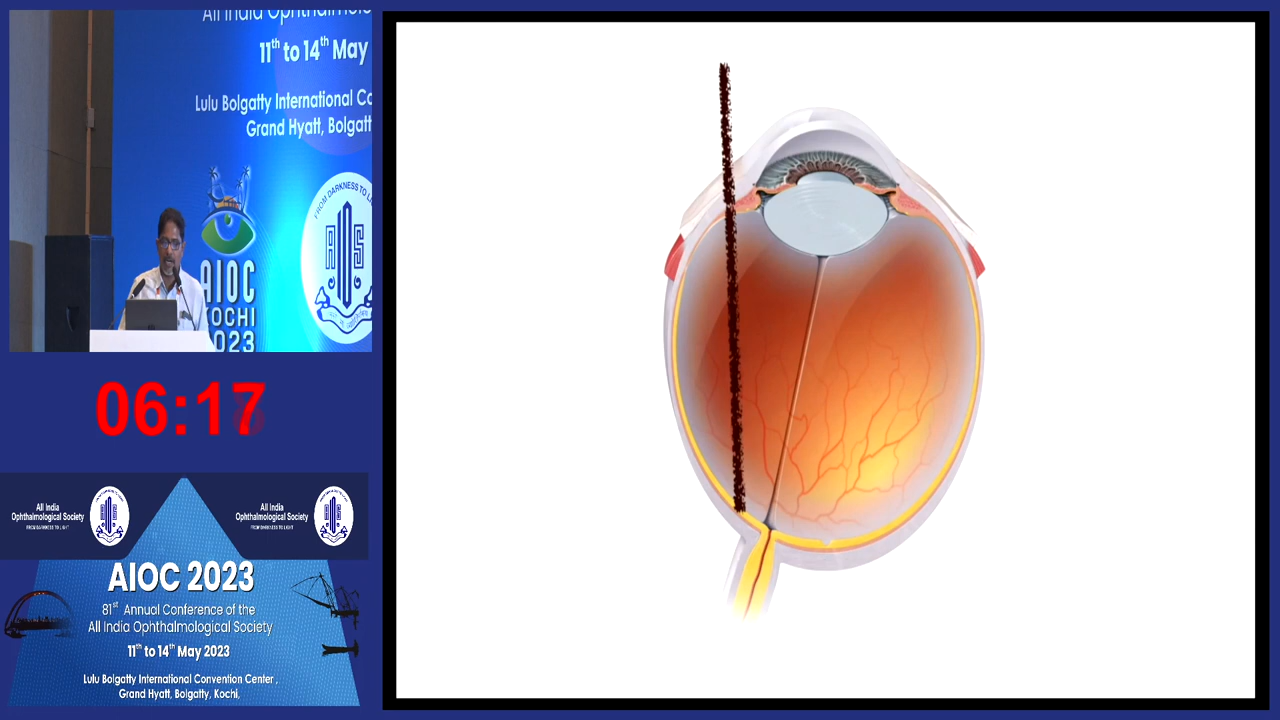 All India Ophthalmolo
11th to 14th May
Lulu Bolgatty International Co
Grand Hyatt, Bolgatt
FROM DARKNESS TO LI
AIOS
AIOC
KOCHI
2023
06:17
All India
Ophthalmological Society
FROM DARKNESS TO LIGHT
All India
Ophthalmological Society
FROM DARKNESS TO LIGHT
AIOC 2023
81st Annual Conference of the
All India Ophthalmological Society
11th to 14th May 2023
Lulu Bolgatty International Convention Center ,
Grand Hyatt, Bolgatty, Kochi,